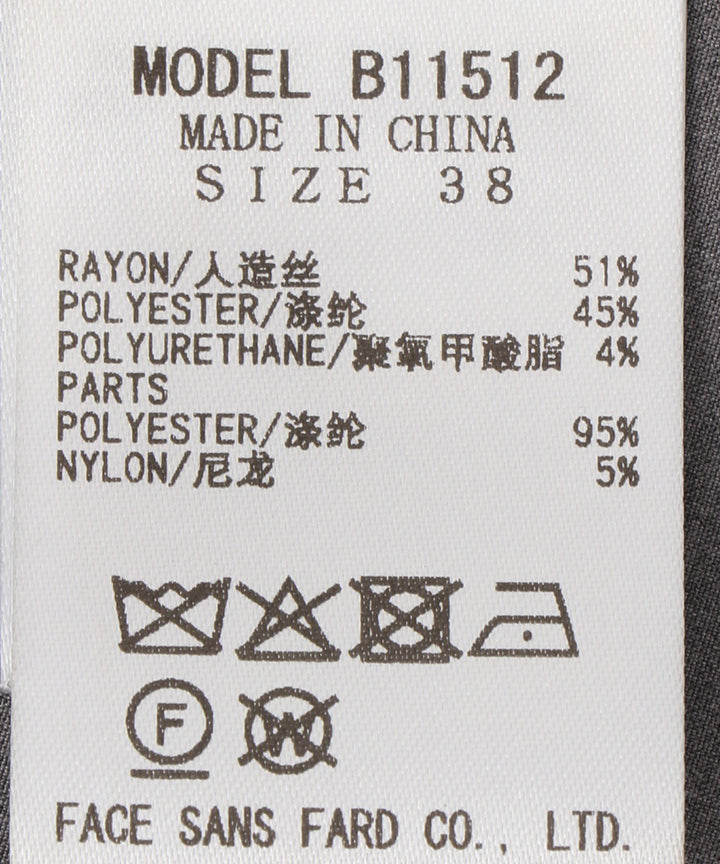 MODEL B11512
MADE IN CHINA
SIZE 38
RAYON/人造丝 51%
POLYESTER/涤纶 45%
POLYURETHANE/聚氧甲酸脂 4%
PARTS
POLYESTER/涤纶 95%
NYLON/尼龙 5%
F W
FACE SANS FARD CO., LTD.